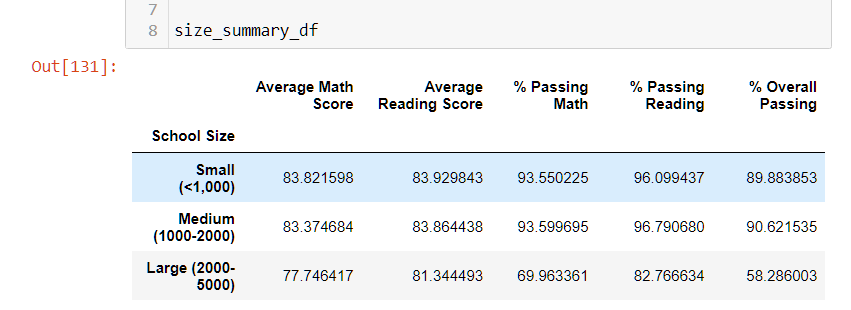 7
8 size_summary_df
Out[131]:
Average Math Score Average Reading Score % Passing Math % Passing Reading % Overall Passing
School Size
Small (<1,000) 83.821598 83.929843 93.550225 96.099437 89.883853
Medium (1000-2000) 83.374684 83.864438 93.599695 96.790680 90.621535
Large (2000-5000) 77.746417 81.344493 69.963361 82.766634 58.286003